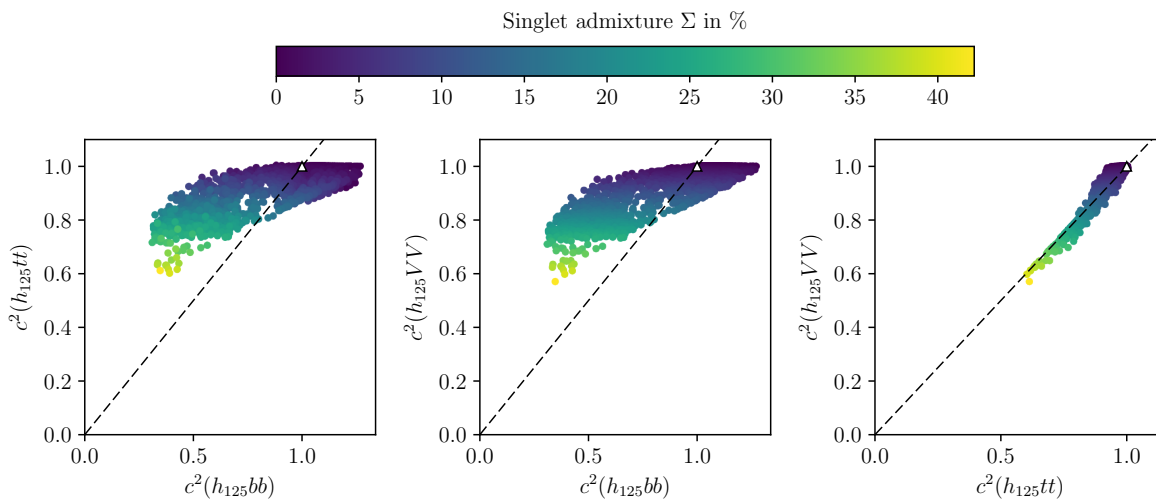 Singlet admixture Σ in %
0 5 10 15 20 25 30 35 40
1.0 0.8 0.6 0.4 0.2 0.0
c²(h₁₂₅tt)
0.0 0.5 1.0
c²(h₁₂₅bb)
1.0 0.8 0.6 0.4 0.2 0.0
c²(h₁₂₅VV)
0.0 0.5 1.0
c²(h₁₂₅bb)
1.0 0.8 0.6 0.4 0.2 0.0
c²(h₁₂₅VV)
0.0 0.5 1.0
c²(h₁₂₅tt)